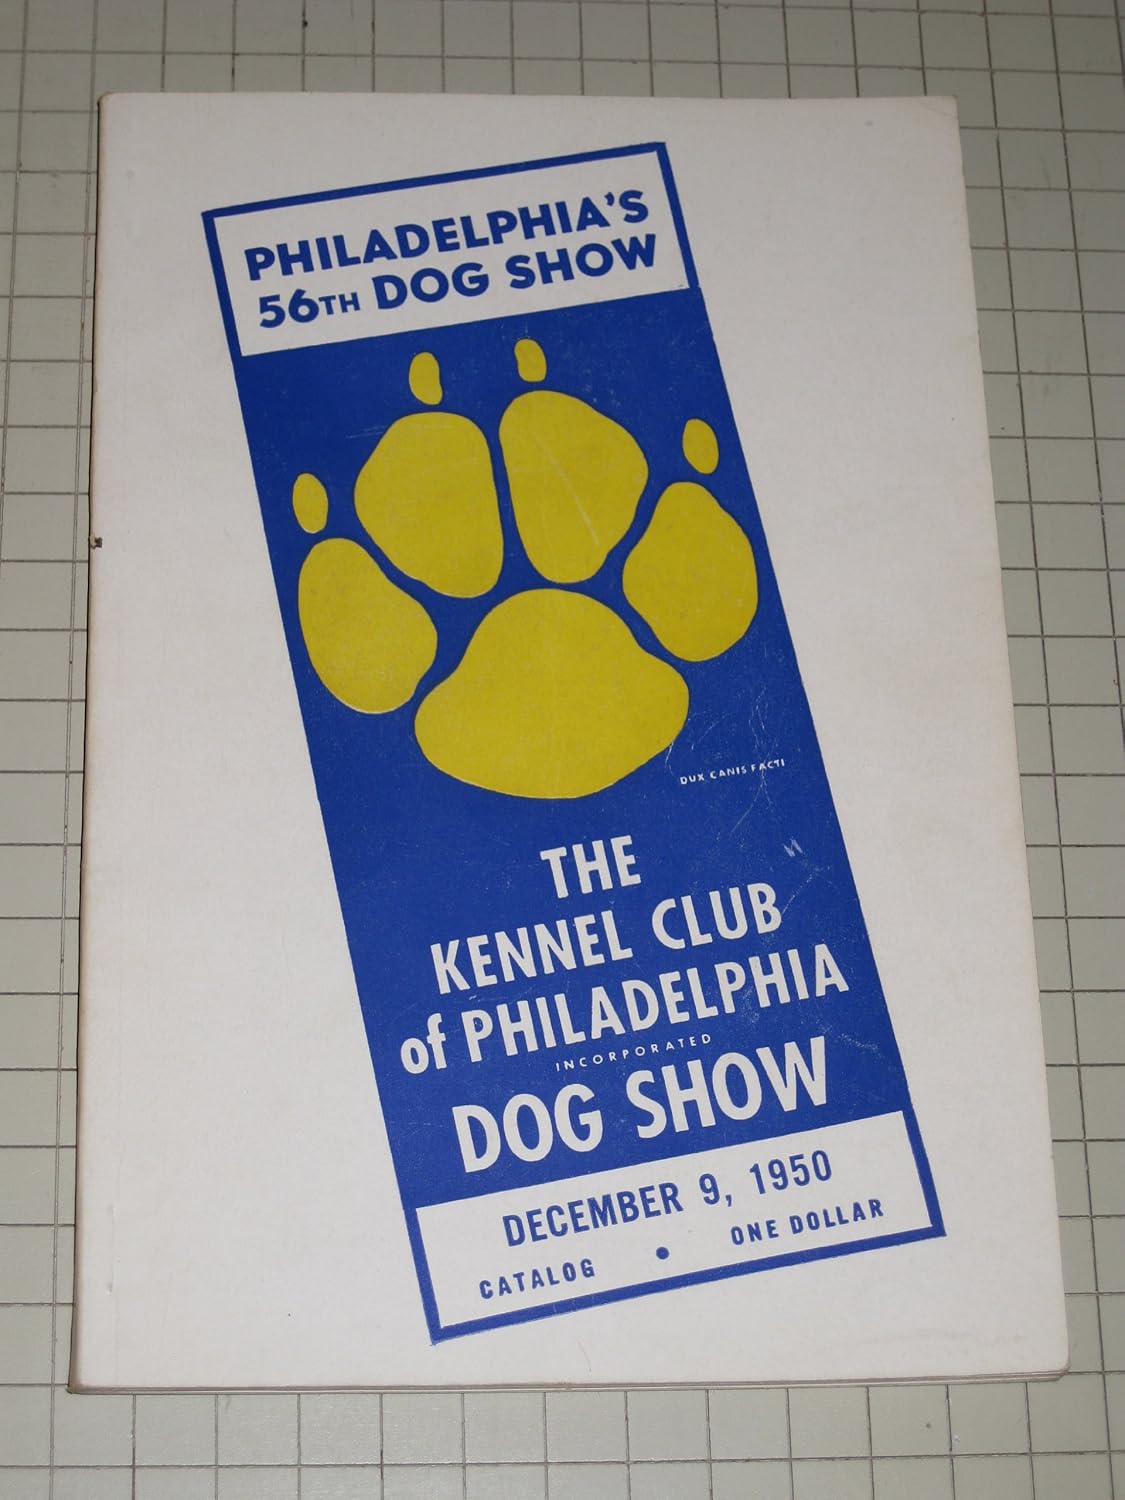 PHILADELPHIA'S
56TH DOG SHOW
DUX CANIS FACTI
THE
KENNEL CLUB
of PHILADELPHIA
INCORPORATED
DOG SHOW
DECEMBER 9, 1950
CATALOG • ONE DOLLAR